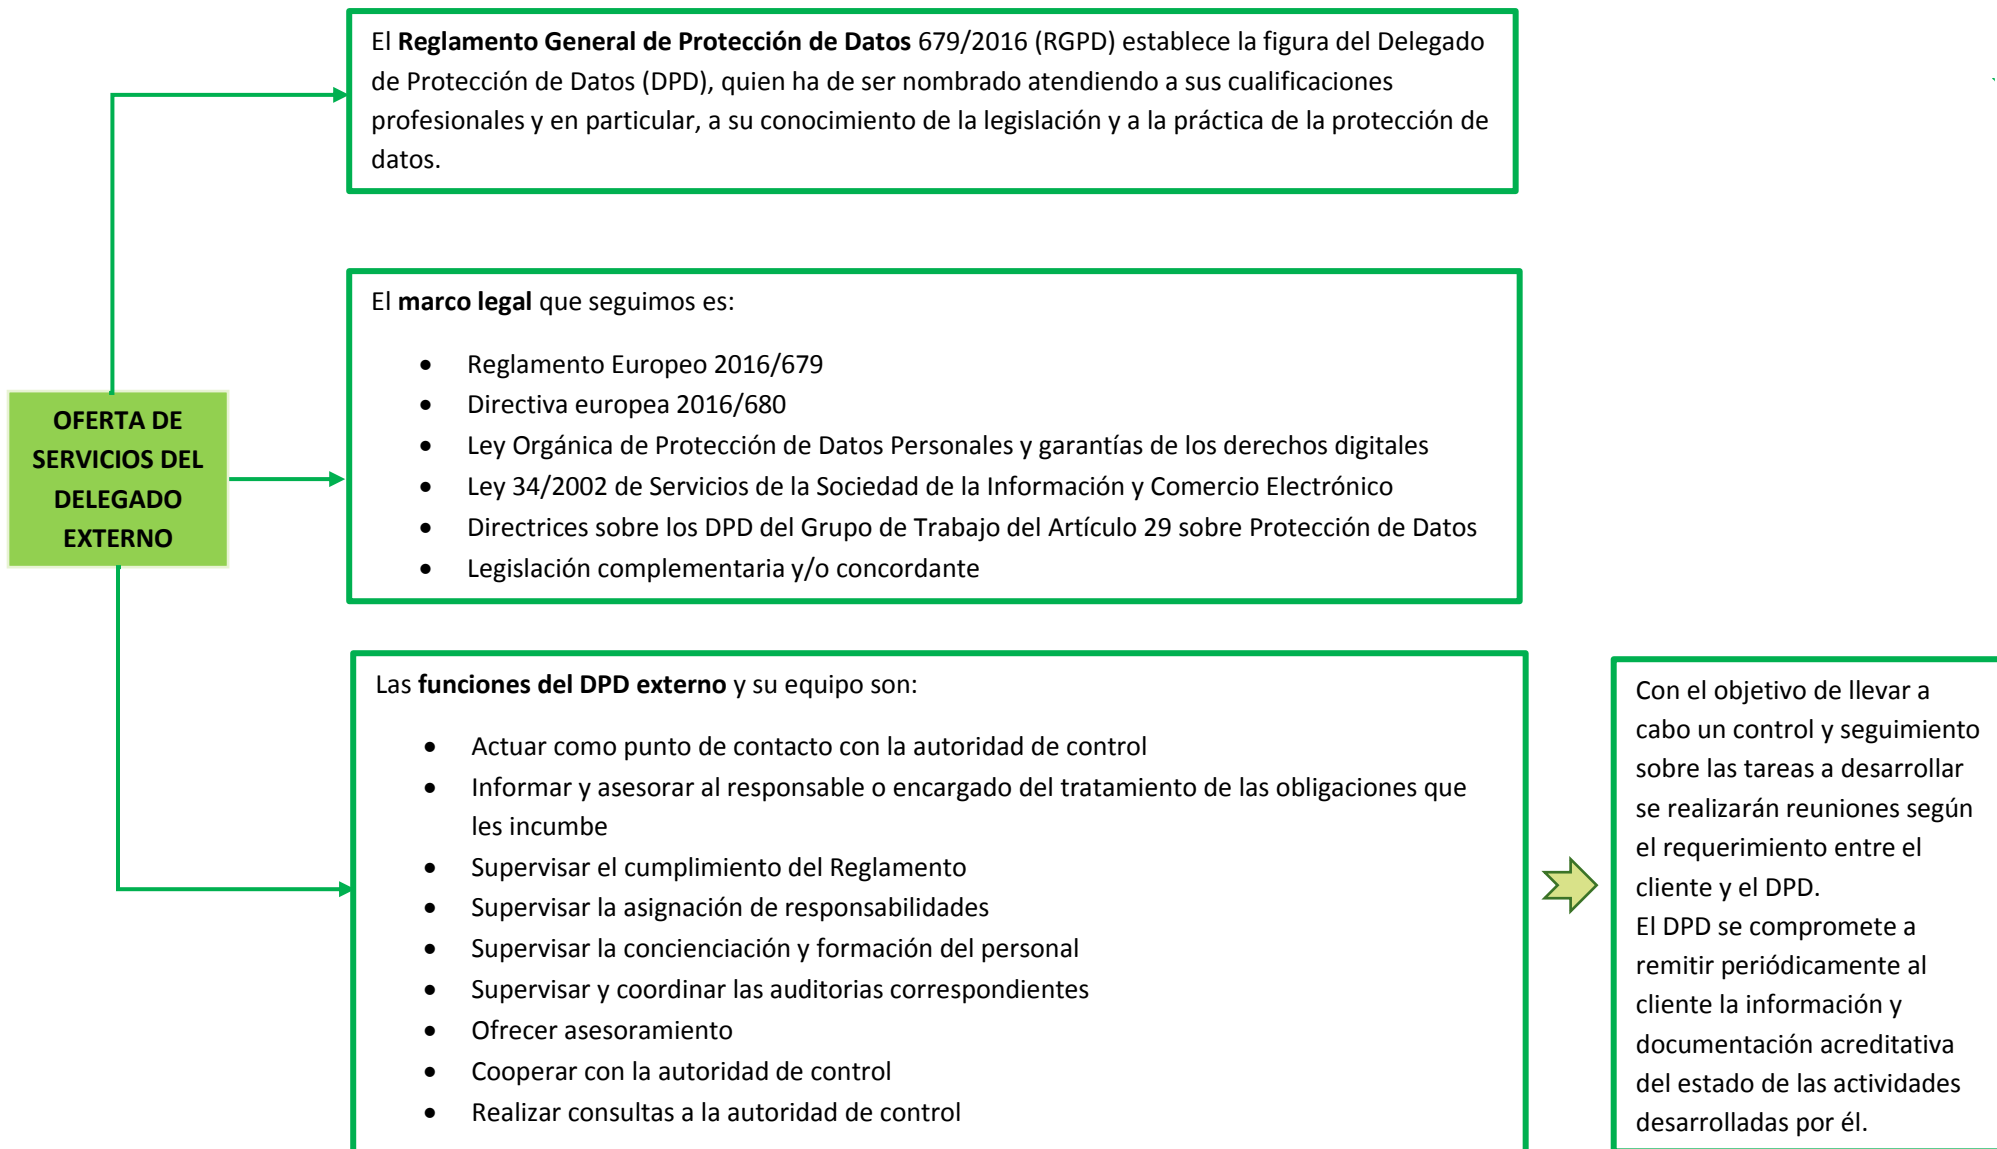 El Reglamento General de Protección de Datos 679/2016 (RGPD) establece la figura del Delegado
de Protección de Datos (DPD), quien ha de ser nombrado atendiendo a sus cualificaciones
profesionales y en particular, a su conocimiento de la legislación y a la práctica de la protección de
datos.
El marco legal que seguimos es:
• Reglamento Europeo 2016/679
• Directiva europea 2016/680
• Ley Orgánica de Protección de Datos Personales y garantías de los derechos digitales
• Ley 34/2002 de Servicios de la Sociedad de la Información y Comercio Electrónico
• Directrices sobre los DPD del Grupo de Trabajo del Artículo 29 sobre Protección de Datos
• Legislación complementaria y/o concordante
OFERTA DE
SERVICIOS DEL
DELEGADO
EXTERNO
Las funciones del DPD externo y su equipo son:
• Actuar como punto de contacto con la autoridad de control
• Informar y asesorar al responsable o encargado del tratamiento de las obligaciones que
les incumbe
• Supervisar el cumplimiento del Reglamento
• Supervisar la asignación de responsabilidades
• Supervisar la concienciación y formación del personal
• Supervisar y coordinar las auditorias correspondientes
• Ofrecer asesoramiento
• Cooperar con la autoridad de control
• Realizar consultas a la autoridad de control
Con el objetivo de llevar a
cabo un control y seguimiento
sobre las tareas a desarrollar
se realizarán reuniones según
el requerimiento entre el
cliente y el DPD.
El DPD se compromete a
remitir periódicamente al
cliente la información y
documentación acreditativa
del estado de las actividades
desarrolladas por él.